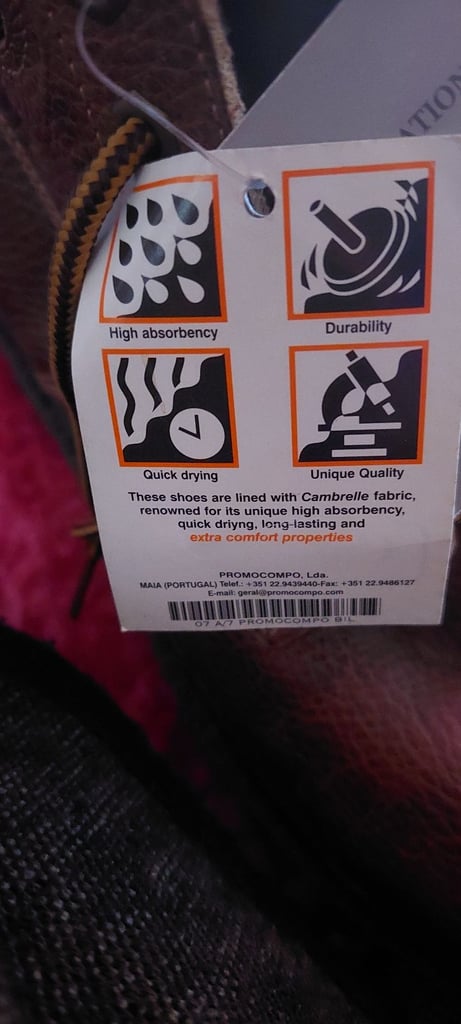 ATION
High absorbency
Durability
Quick drying
Unique Quality
These shoes are lined with Cambrelle fabric,
renowned for its unique high absorbency,
quick driyng, long-lasting and
extra comfort properties
PROMOCOMPO, Lda.
MAIA (PORTUGAL) Telef.: +351 22.9439440-Fax: +351 22.9486127
E-mail: geral@promocompo.com
07 A/7 PROMOCOMPO BIL